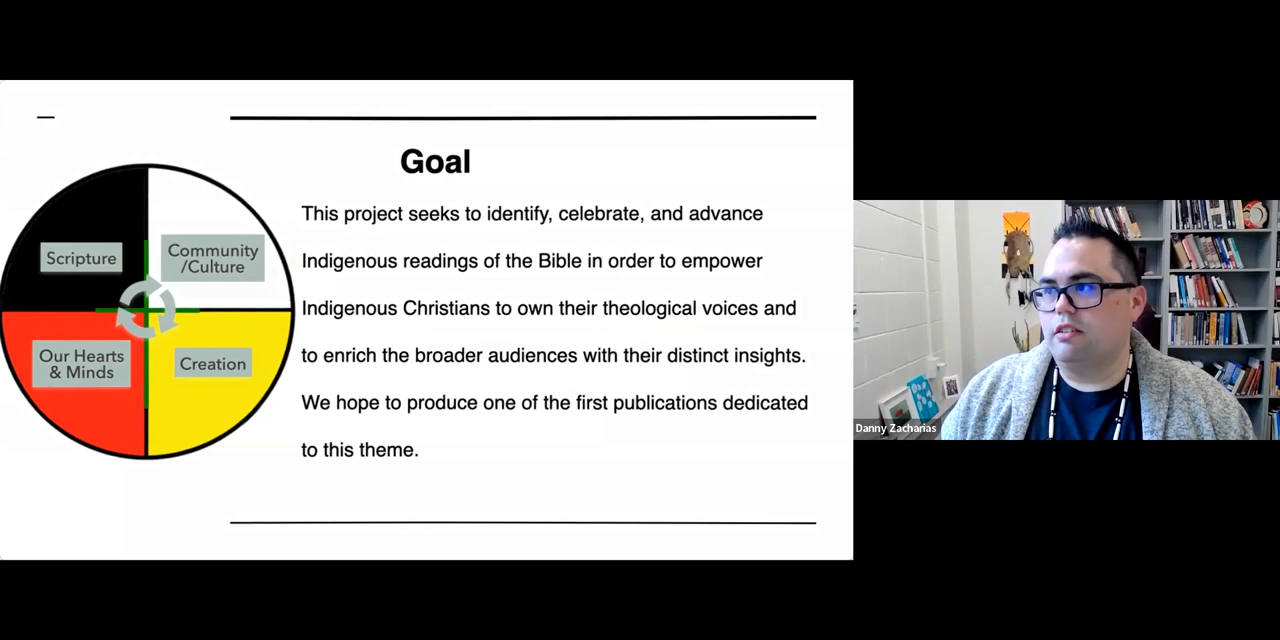 Goal
This project seeks to identify, celebrate, and advance
Indigenous readings of the Bible in order to empower
Indigenous Christians to own their theological voices and
to enrich the broader audiences with their distinct insights.
We hope to produce one of the first publications dedicated
to this theme.
Scripture
Community
/Culture
Our Hearts
& Minds
Creation
Danny Zacharias